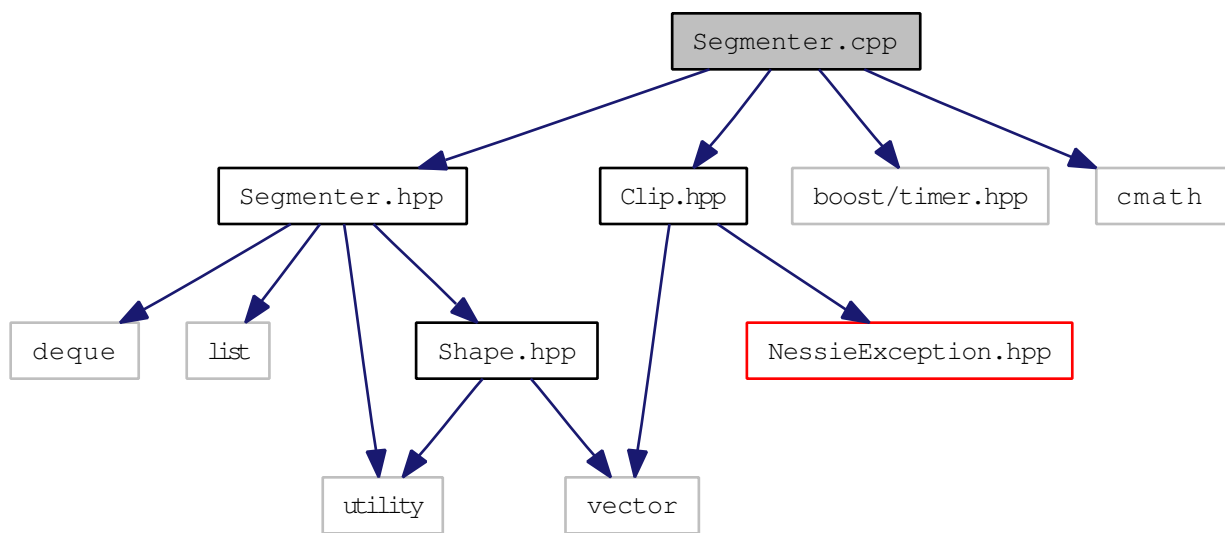 Segmenter.cpp
Segmenter.hpp
Clip.hpp
boost/timer.hpp
cmath
deque
list
Shape.hpp
NessieException.hpp
utility
vector